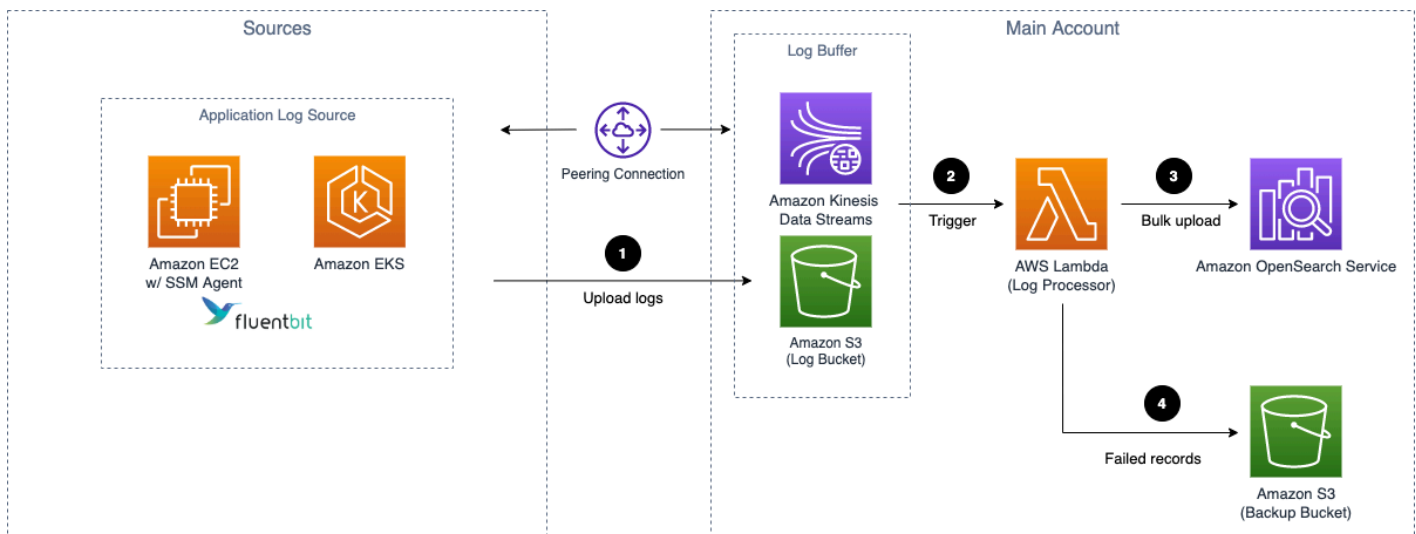 Sources
Main Account
Log Buffer
Application Log Source
Peering Connection
Amazon EC2
w/ SSM Agent
Amazon EKS
fluentbit
1
Upload logs
Amazon Kinesis
Data Streams
Amazon S3
(Log Bucket)
2
Trigger
AWS Lambda
(Log Processor)
3
Bulk upload
Amazon OpenSearch Service
4
Failed records
Amazon S3
(Backup Bucket)